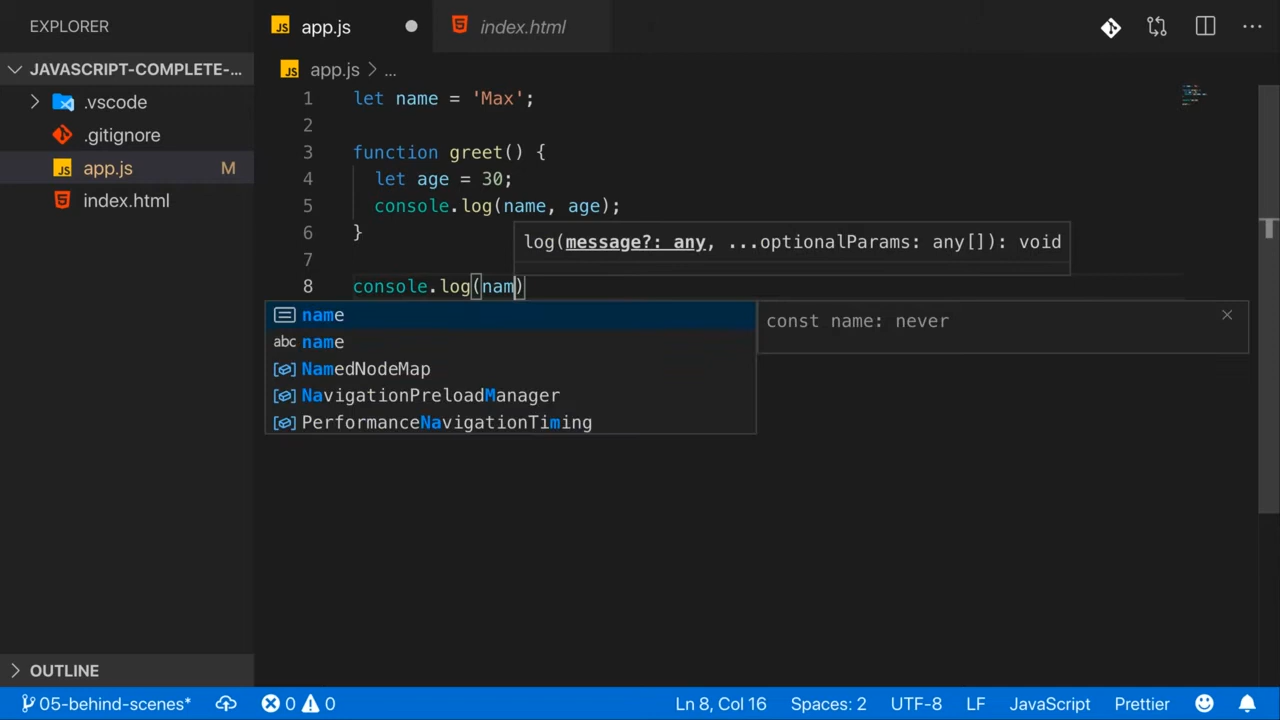 EXPLORER
JS app.js
index.html
JAVASCRIPT-COMPLETE-...
JS app.js > ...
.vscode
.gitignore
JS app.js M
index.html
1 let name = 'Max';
2
3 function greet() {
4 let age = 30;
5 console.log(name, age);
6 }
log(message?: any, ...optionalParams: any[]): void
7
8 console.log(nam)
name
const name: never
abc name
NamedNodeMap
NavigationPreloadManager
PerformanceNavigationTiming
OUTLINE
05-behind-scenes* 0 0 Ln 8, Col 16 Spaces: 2 UTF-8 LF JavaScript Prettier